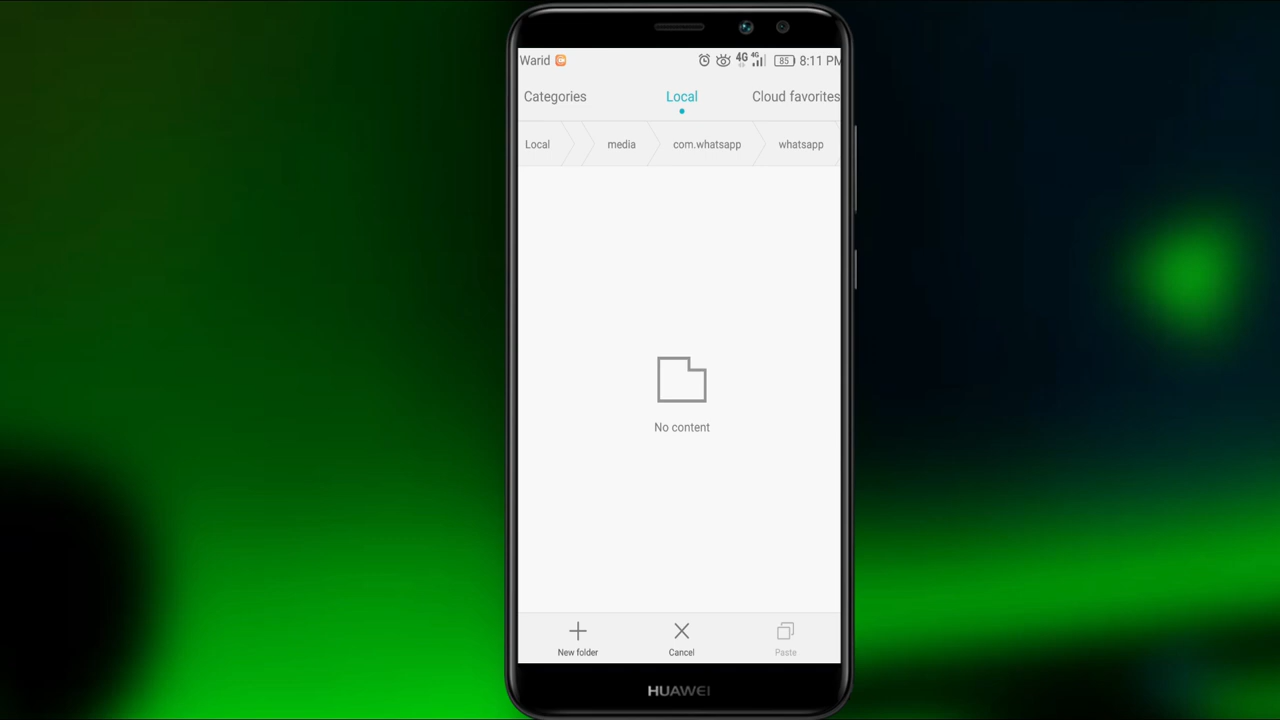 Warid 4G 4G 85 8:11 PM
Categories Local Cloud favorites
Local media com.whatsapp whatsapp
No content
New folder Cancel Paste
HUAWEI